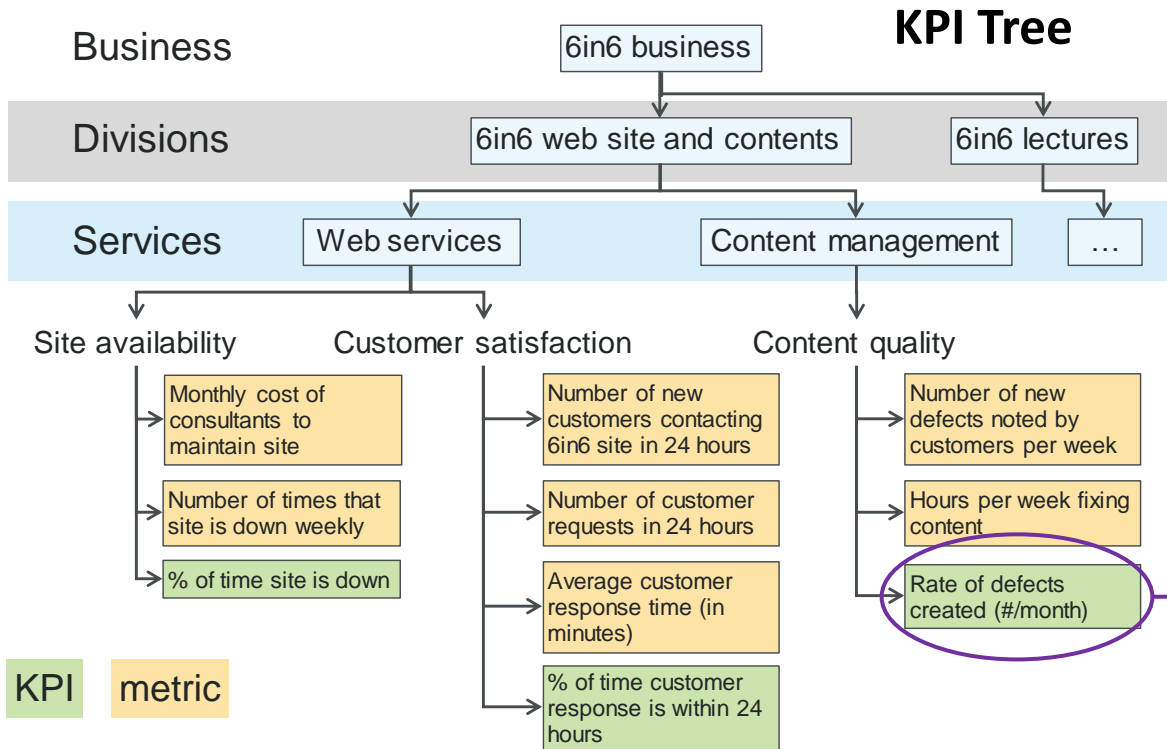 KPI Tree
Business
6in6 business
Divisions
6in6 web site and contents
6in6 lectures
Services
Web services
Content management
…
Site availability
Customer satisfaction
Content quality
Monthly cost of
consultants to
maintain site
Number of times that
site is down weekly
% of time site is down
Number of new
customers contacting
6in6 site in 24 hours
Number of customer
requests in 24 hours
Average customer
response time (in
minutes)
% of time customer
response is within 24
hours
Number of new
defects noted by
customers per week
Hours per week fixing
content
Rate of defects
created (#/month)
KPI
metric